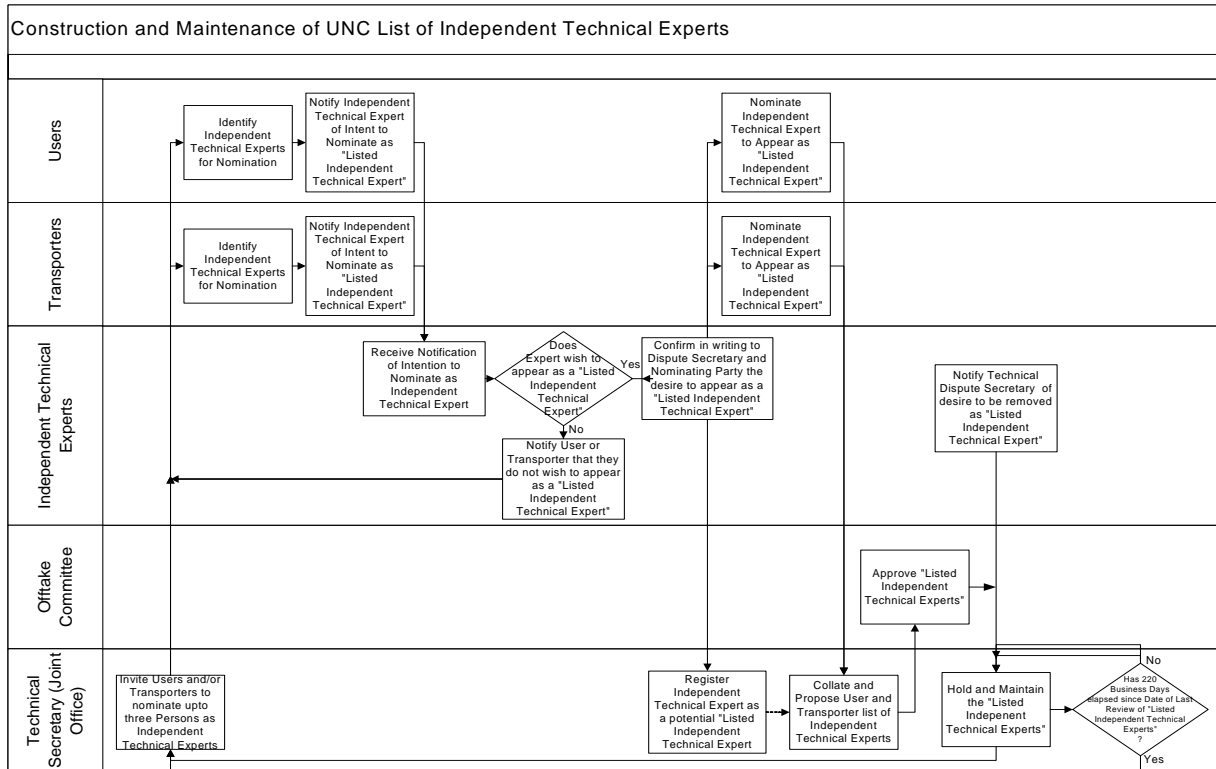 Construction and Maintenance of UNC List of Independent Technical Experts
Users
Identify
Independent
Technical Experts
for Nomination
Notify Independent
Technical Expert
of Intent to
Nominate as
"Listed
Independent
Technical Expert"
Nominate
Independent
Technical Expert
to Appear as
"Listed
Independent
Technical Expert"
Transporters
Identify
Independent
Technical Experts
for Nomination
Notify Independent
Technical Expert
of Intent to
Nominate as
"Listed
Independent
Technical Expert"
Nominate
Independent
Technical Expert
to Appear as
"Listed
Independent
Technical Expert"
Independent Technical
Experts
Receive Notification
of Intention to
Nominate as
Independent
Technical Expert
Does
Expert wish to
appear as a "Listed
Independent
Technical
Expert"
Yes
No
Confirm in writing to
Dispute Secretary and
Nominating Party the
desire to appear as a
"Listed Independent
Technical Expert"
Notify User or
Transporter that they
do not wish to appear
as a "Listed
Independent
Technical Expert"
Notify Technical
Dispute Secretary of
desire to be removed
as "Listed
Independent
Technical Expert"
Offtake
Committee
Approve "Listed
Independent
Technical Experts"
Technical
Secretary (Joint
Office)
Invite Users and/or
Transporters to
nominate upto
three Persons as
Independent
Technical Experts
Register
Independent
Technical Expert as
a potential "Listed
Independent
Technical Expert
Collate and
Propose User and
Transporter list of
Independent
Technical Experts
Hold and Maintain
the "Listed
Indepenent
Technical Experts"
No
Has 220
Business Days
elapsed since Date of Last
Review of "Listed
Independent Technical
Experts"
?
Yes